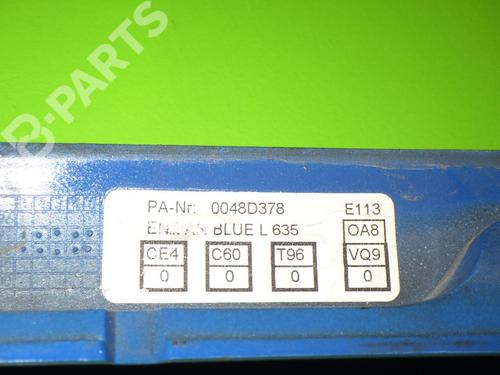 B-PARTS
PA-Nr: 0048D378 E113
BLUE L 635 OA8
CE4 C60 T96 VQ9
0 0 0 0